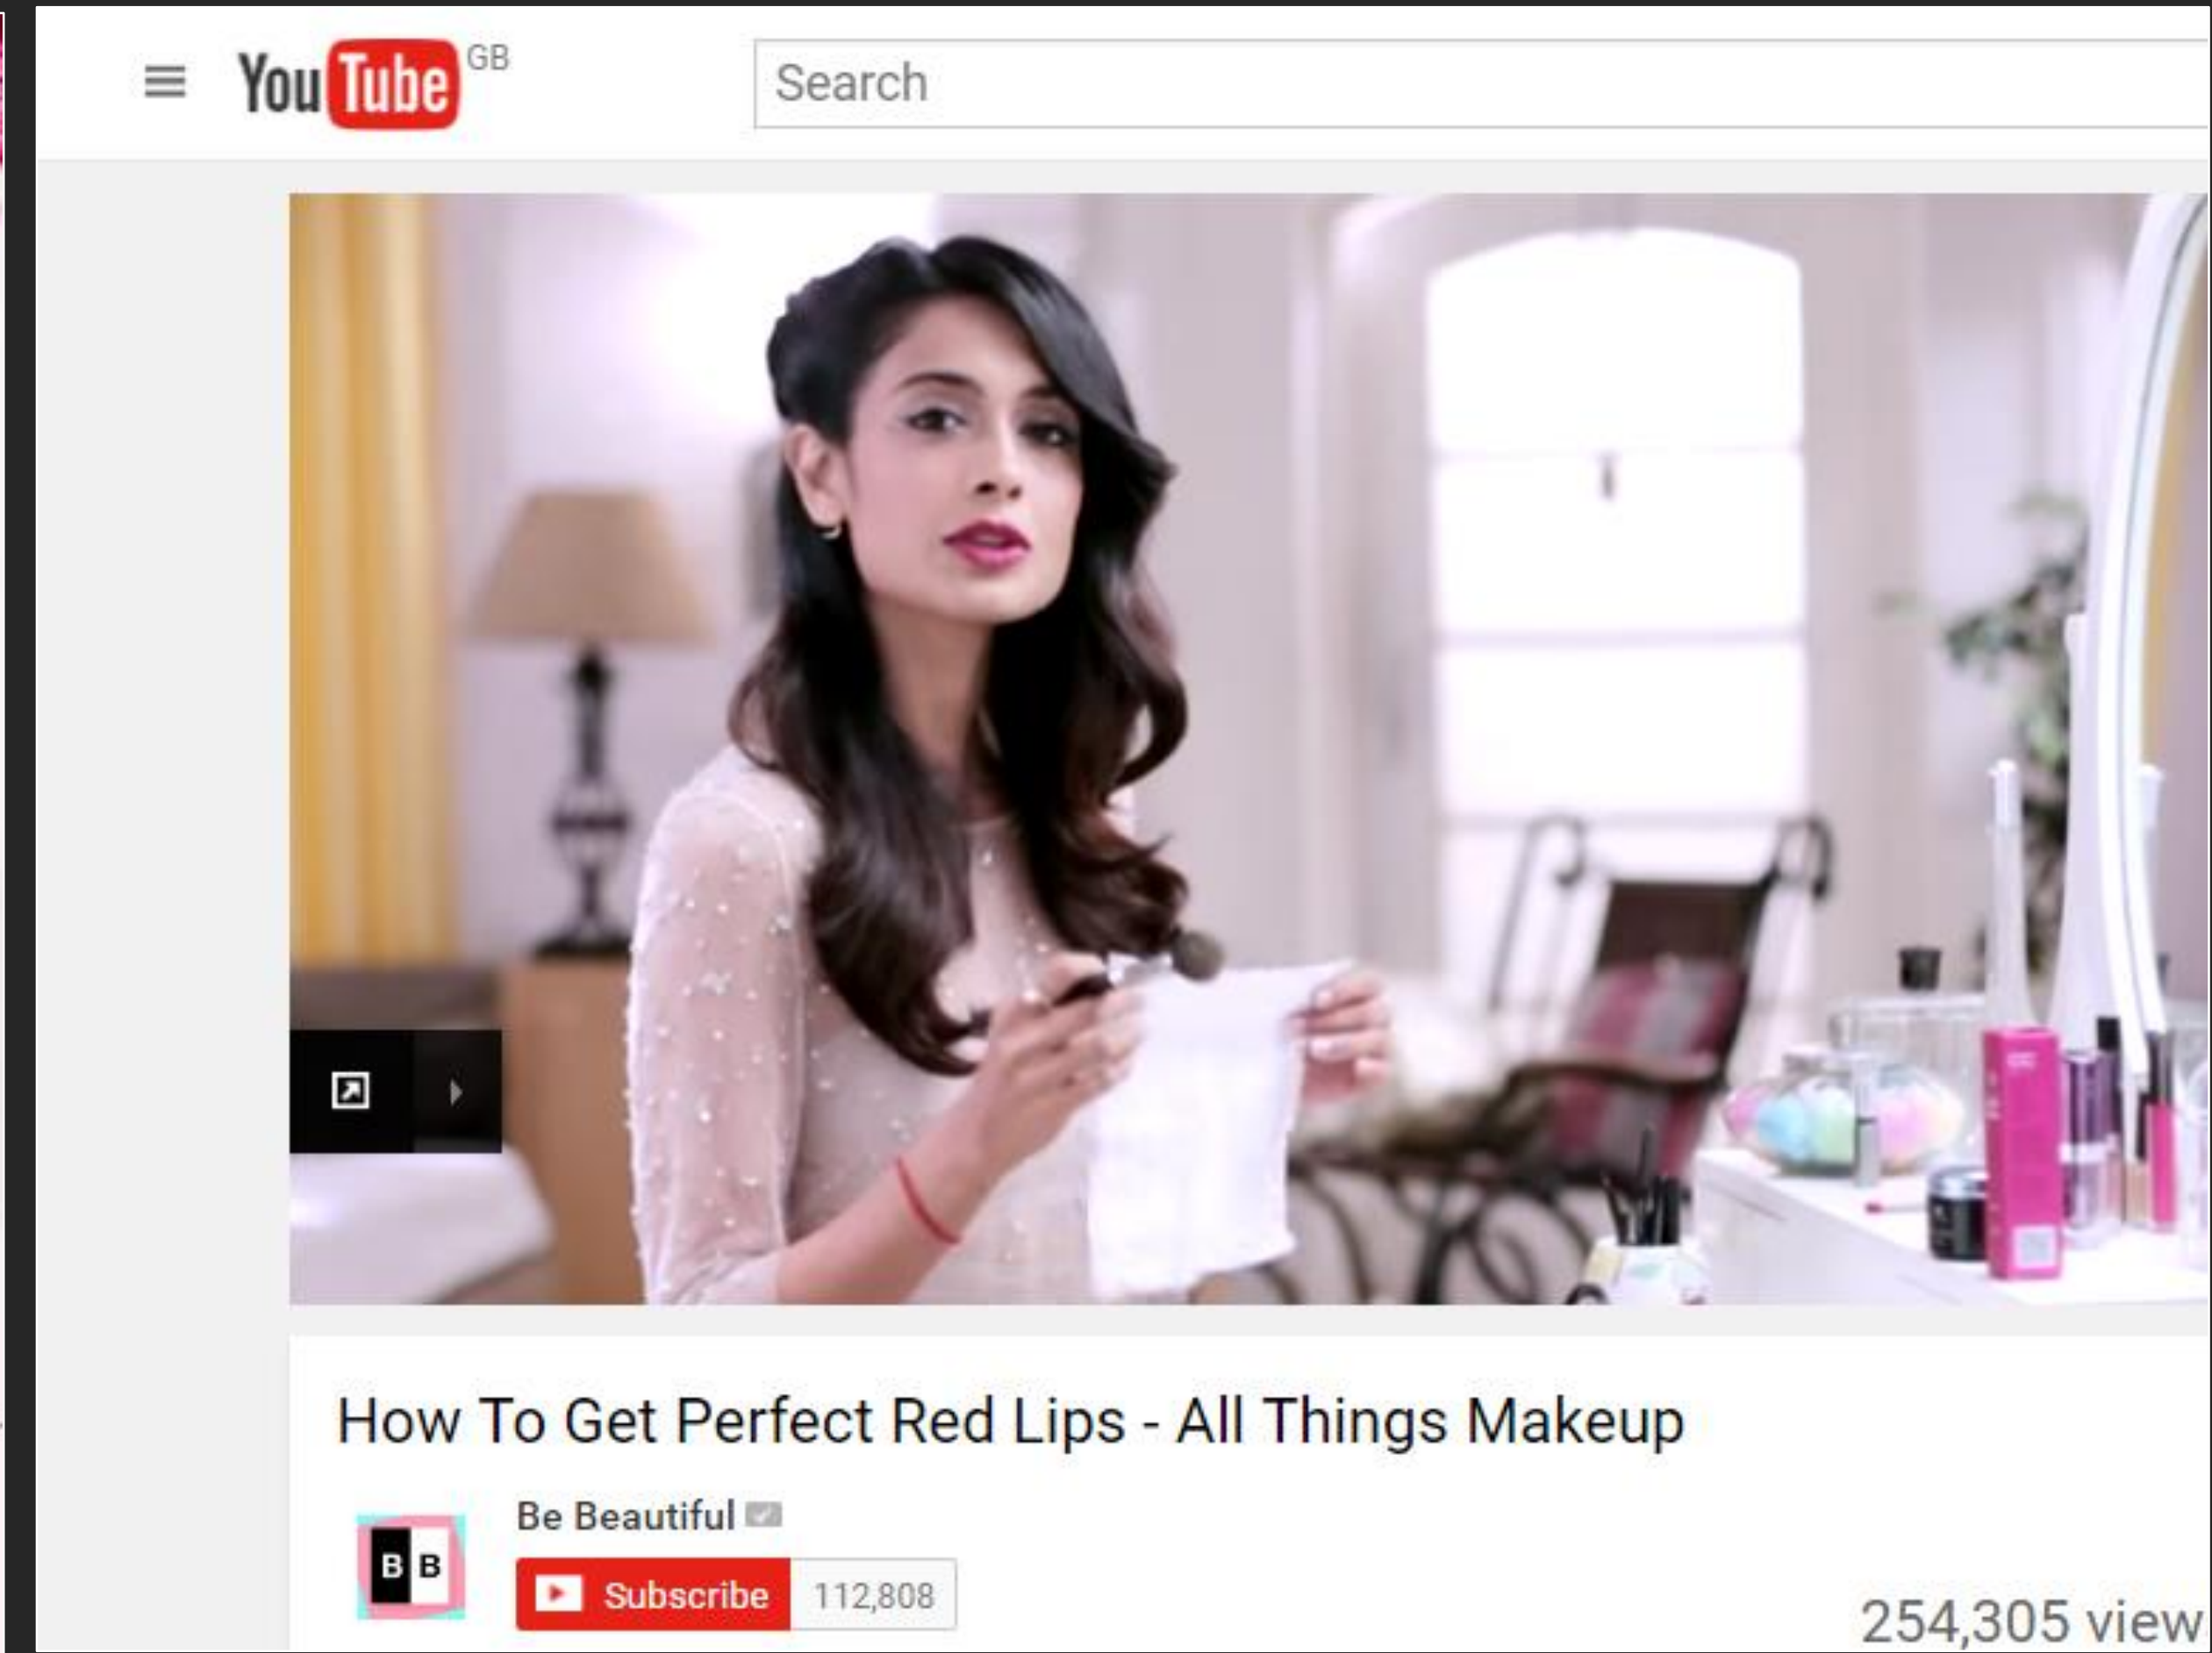 YouTube GB
Search
How To Get Perfect Red Lips - All Things Makeup
BB
Be Beautiful
Subscribe 112,808
254,305 view